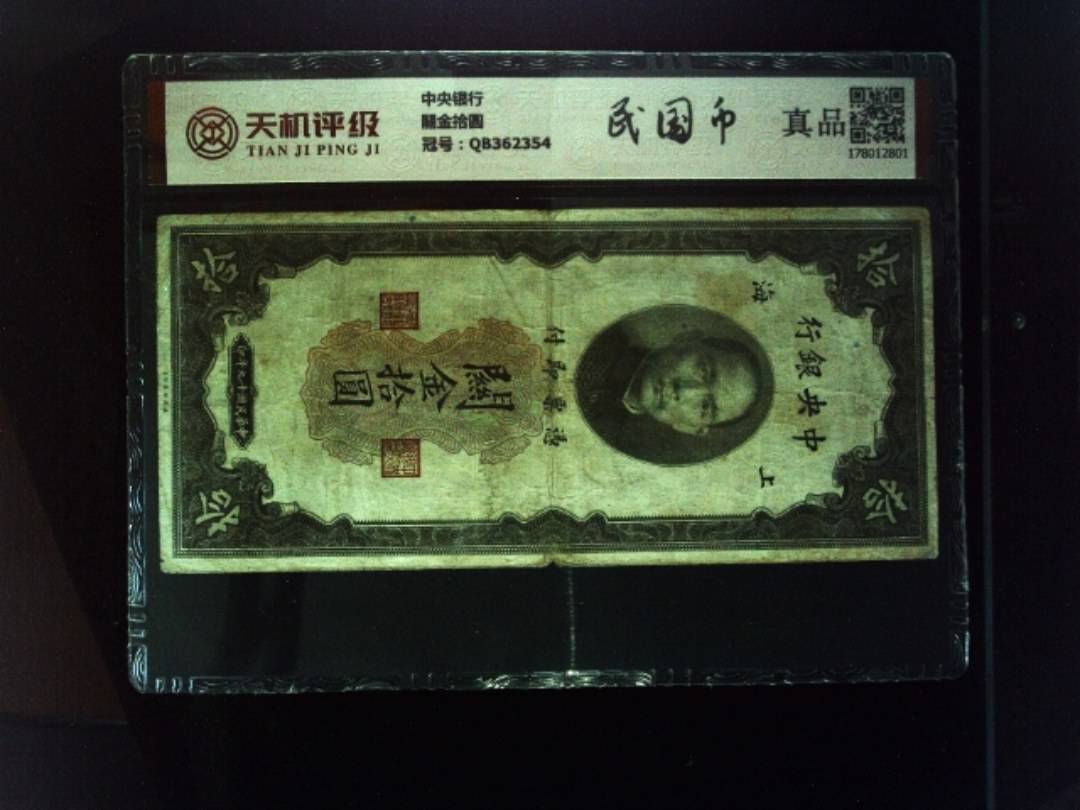 天机评级
TIAN JI PING JI
中央银行
關金拾圆
冠号：QB362354
民国币
真品
178012801
拾
拾
中央銀行
上海
憑票即付
關金拾圓
拾
拾